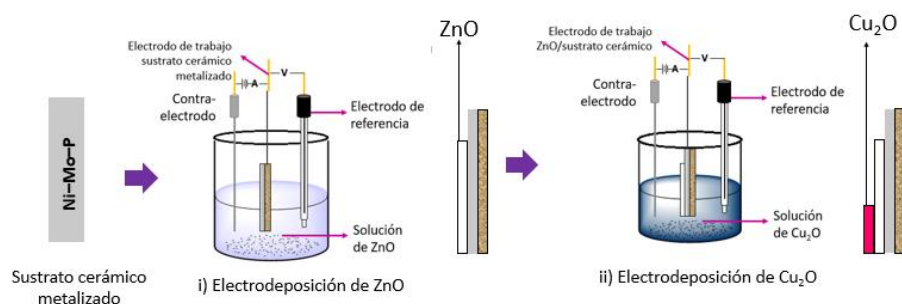 Ni–Mo–P
Sustrato cerámico
metalizado
Electrodo de trabajo
sustrato cerámico
metalizado
A
V
Contra-
electrodo
Electrodo de
referencia
Solución
de ZnO
i) Electrodeposición de ZnO
ZnO
Electrodo de trabajo
ZnO/sustrato cerámico
A
V
Contra-
electrodo
Electrodo de
referencia
Solución
de Cu₂O
ii) Electrodeposición de Cu₂O
Cu₂O